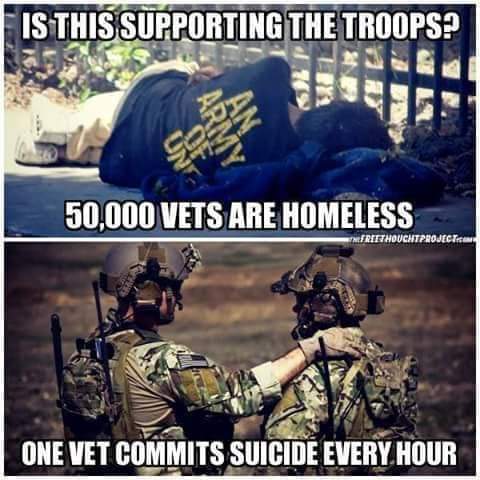 IS THIS SUPPORTING THE TROOPS?
AN
ARMY
OF
ONE
50,000 VETS ARE HOMELESS
THEFREETHOUGHTPROJECT.COM
ONE VET COMMITS SUICIDE EVERY HOUR